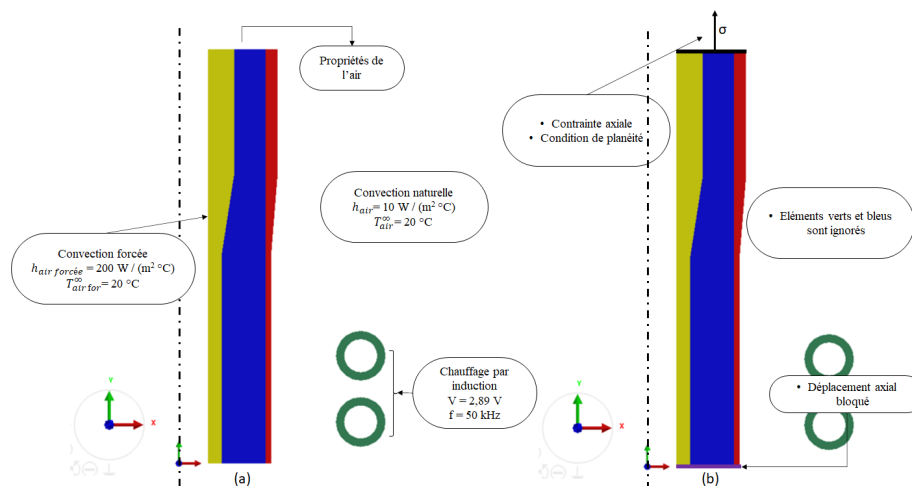 Propriétés de
l'air
Convection naturelle
h_air = 10 W / (m² °C)
T_air^∞ = 20 °C
Convection forcée
h_air forcée = 200 W / (m² °C)
T_air for^∞ = 20 °C
Chauffage par
induction
V = 2,89 V
f = 50 kHz
Y
X
(a)
σ
• Contrainte axiale
• Condition de planéité
• Eléments verts et bleus
sont ignorés
• Déplacement axial
bloqué
Y
X
(b)